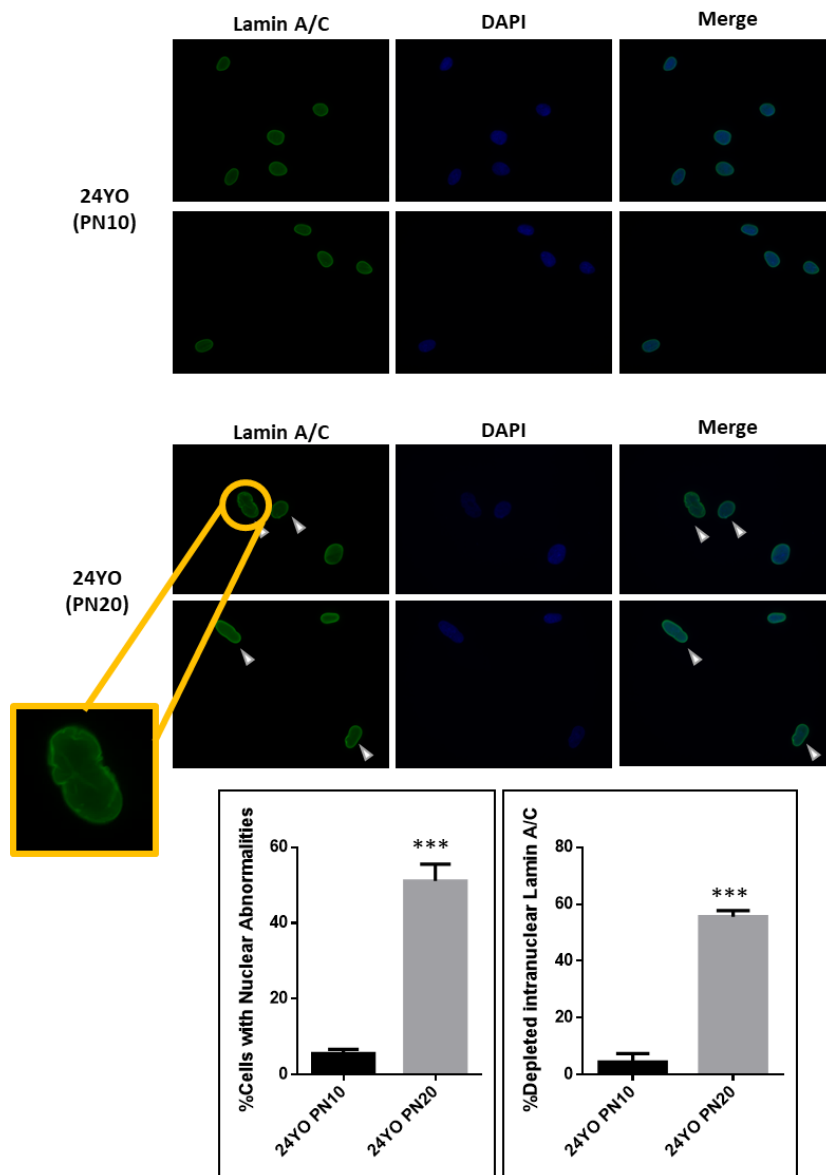 Lamin A/C DAPI Merge
24YO
(PN10)
Lamin A/C DAPI Merge
24YO
(PN20)
%Cells with Nuclear Abnormalities
60
40
20
0
***
24YO PN10
24YO PN20
%Depleted intranuclear Lamin A/C
80
60
40
20
0
***
24YO PN10
24YO PN20